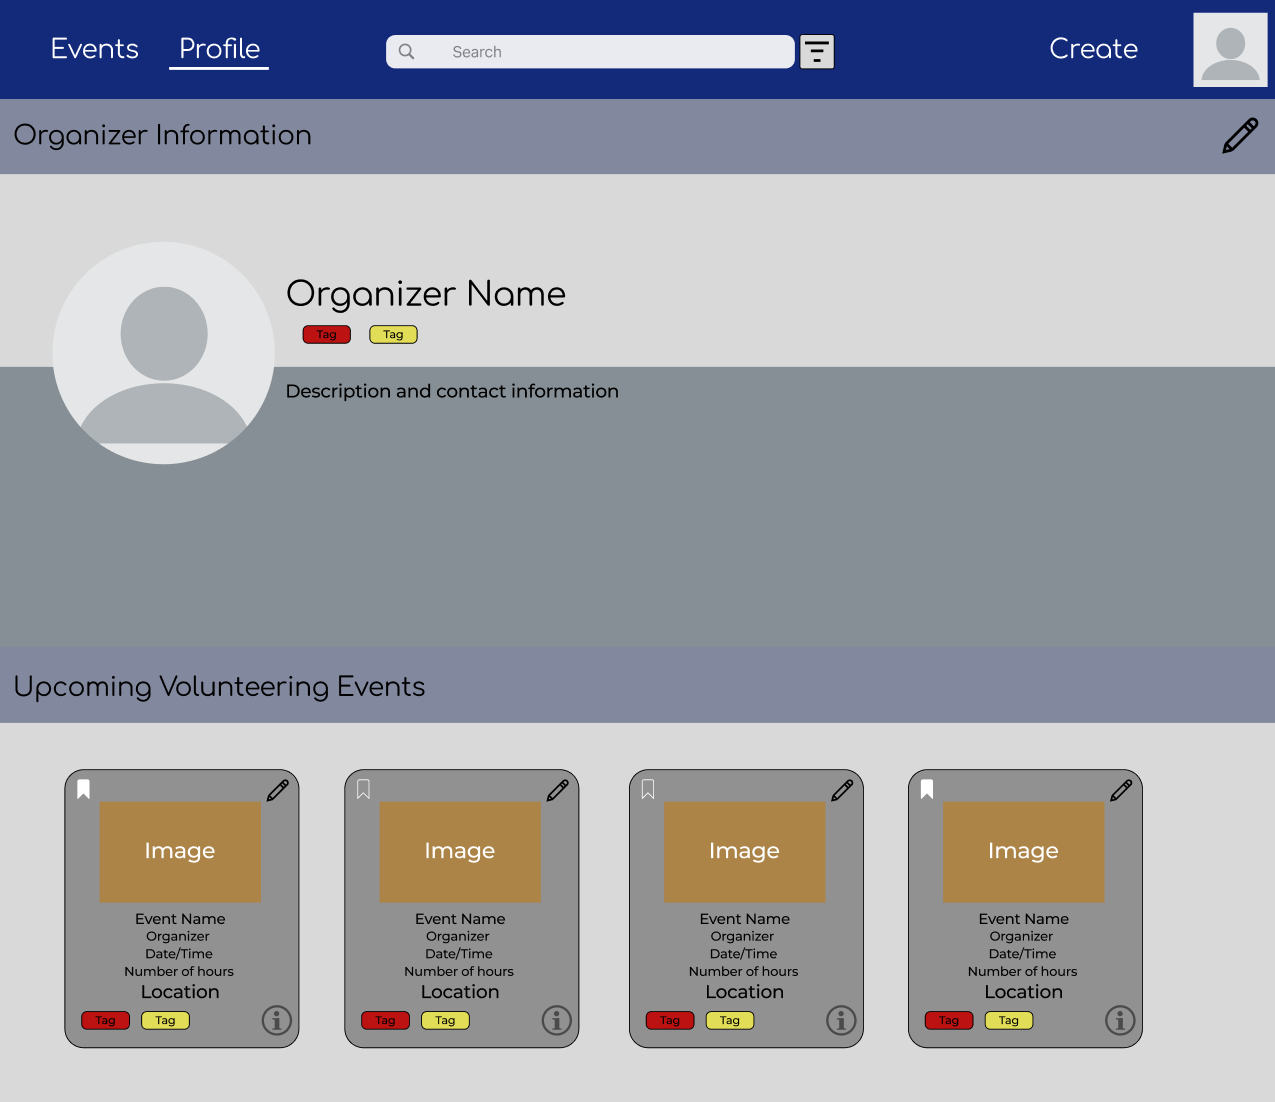 Events Profile Search Create
Organizer Information
Organizer Name
Tag Tag
Description and contact information
Upcoming Volunteering Events
Image
Event Name
Organizer
Date/Time
Number of hours
Location
Tag Tag
Image
Event Name
Organizer
Date/Time
Number of hours
Location
Tag Tag
Image
Event Name
Organizer
Date/Time
Number of hours
Location
Tag Tag
Image
Event Name
Organizer
Date/Time
Number of hours
Location
Tag Tag